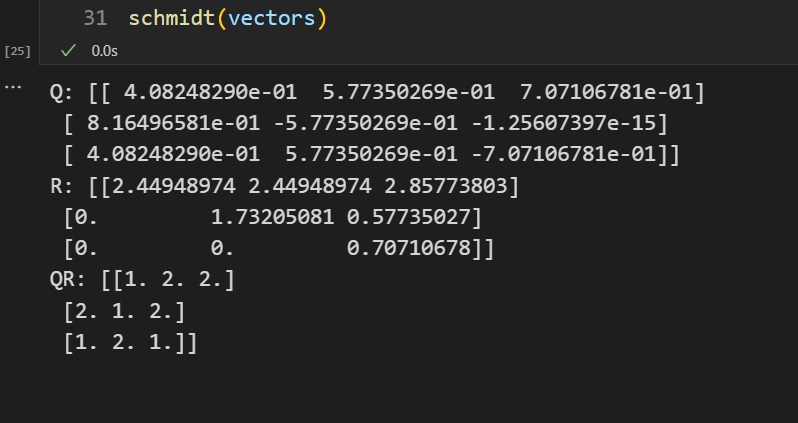 31 schmidt(vectors)
[25] ✓ 0.0s
... Q: [[ 4.08248290e-01  5.77350269e-01  7.07106781e-01]
 [ 8.16496581e-01 -5.77350269e-01 -1.25607397e-15]
 [ 4.08248290e-01  5.77350269e-01 -7.07106781e-01]]
R: [[2.44948974 2.44948974 2.85773803]
 [0.         1.73205081 0.57735027]
 [0.         0.         0.70710678]]
QR: [[1. 2. 2.]
 [2. 1. 2.]
 [1. 2. 1.]]